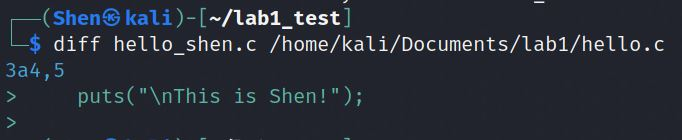 (Shen㉿kali)-[~/lab1_test]
$ diff hello_shen.c /home/kali/Documents/lab1/hello.c
3a4,5
>     puts("\nThis is Shen!");
>